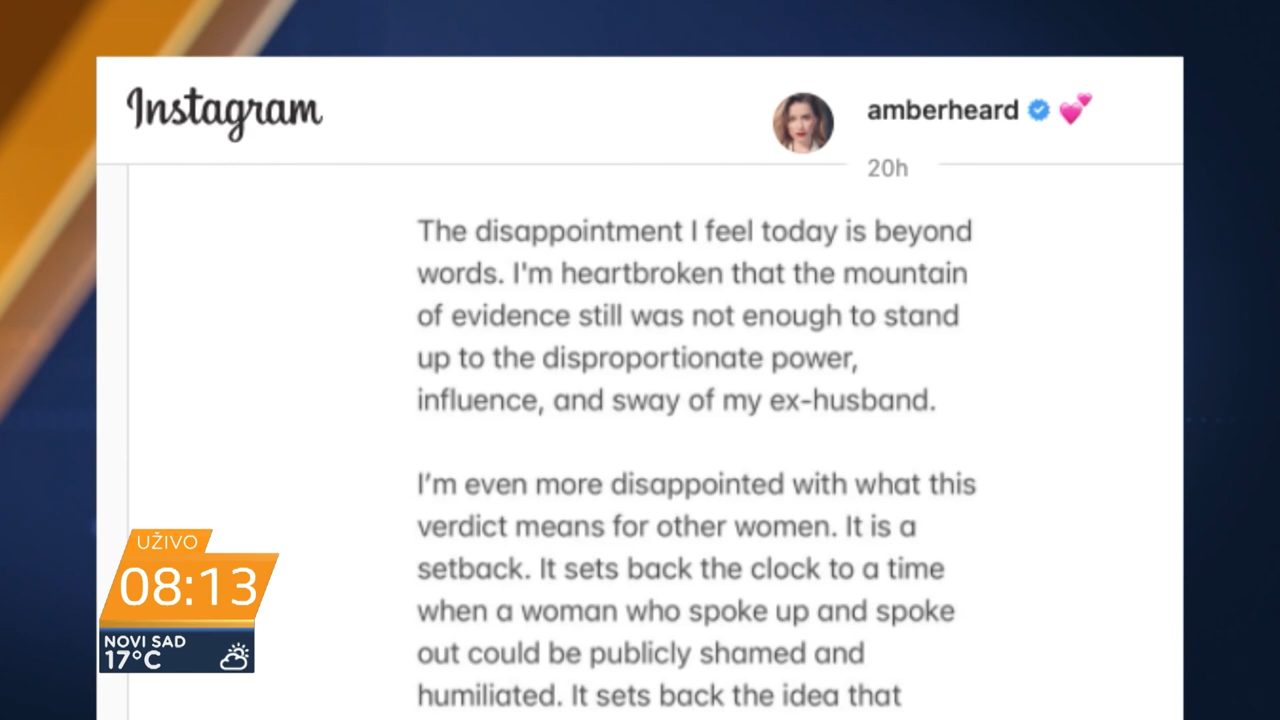 Instagram
amberheard
20h
The disappointment I feel today is beyond
words. I'm heartbroken that the mountain
of evidence still was not enough to stand
up to the disproportionate power,
influence, and sway of my ex-husband.
I’m even more disappointed with what this
verdict means for other women. It is a
setback. It sets back the clock to a time
when a woman who spoke up and spoke
out could be publicly shamed and
humiliated. It sets back the idea that
UŽIVO
08:13
NOVI SAD
17°C